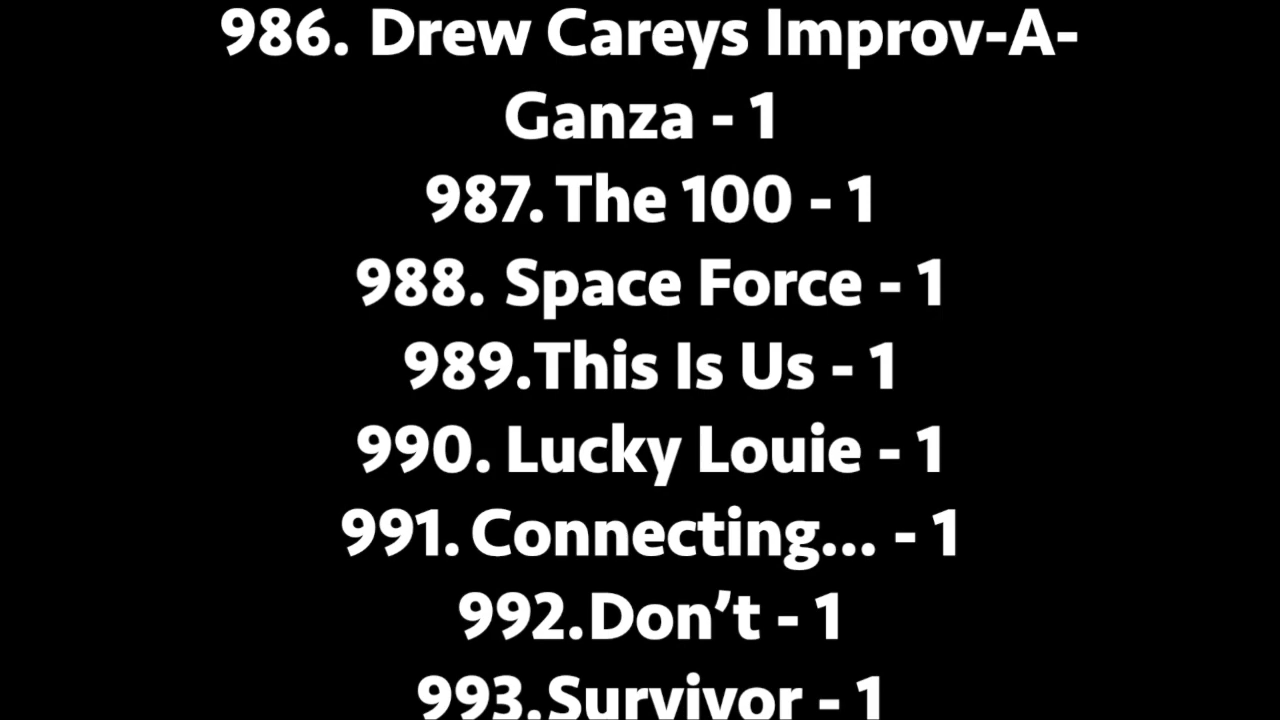 986. Drew Careys Improv-A-
Ganza - 1
987. The 100 - 1
988. Space Force - 1
989.This Is Us - 1
990. Lucky Louie - 1
991. Connecting... - 1
992.Don’t - 1
993.Survivor - 1